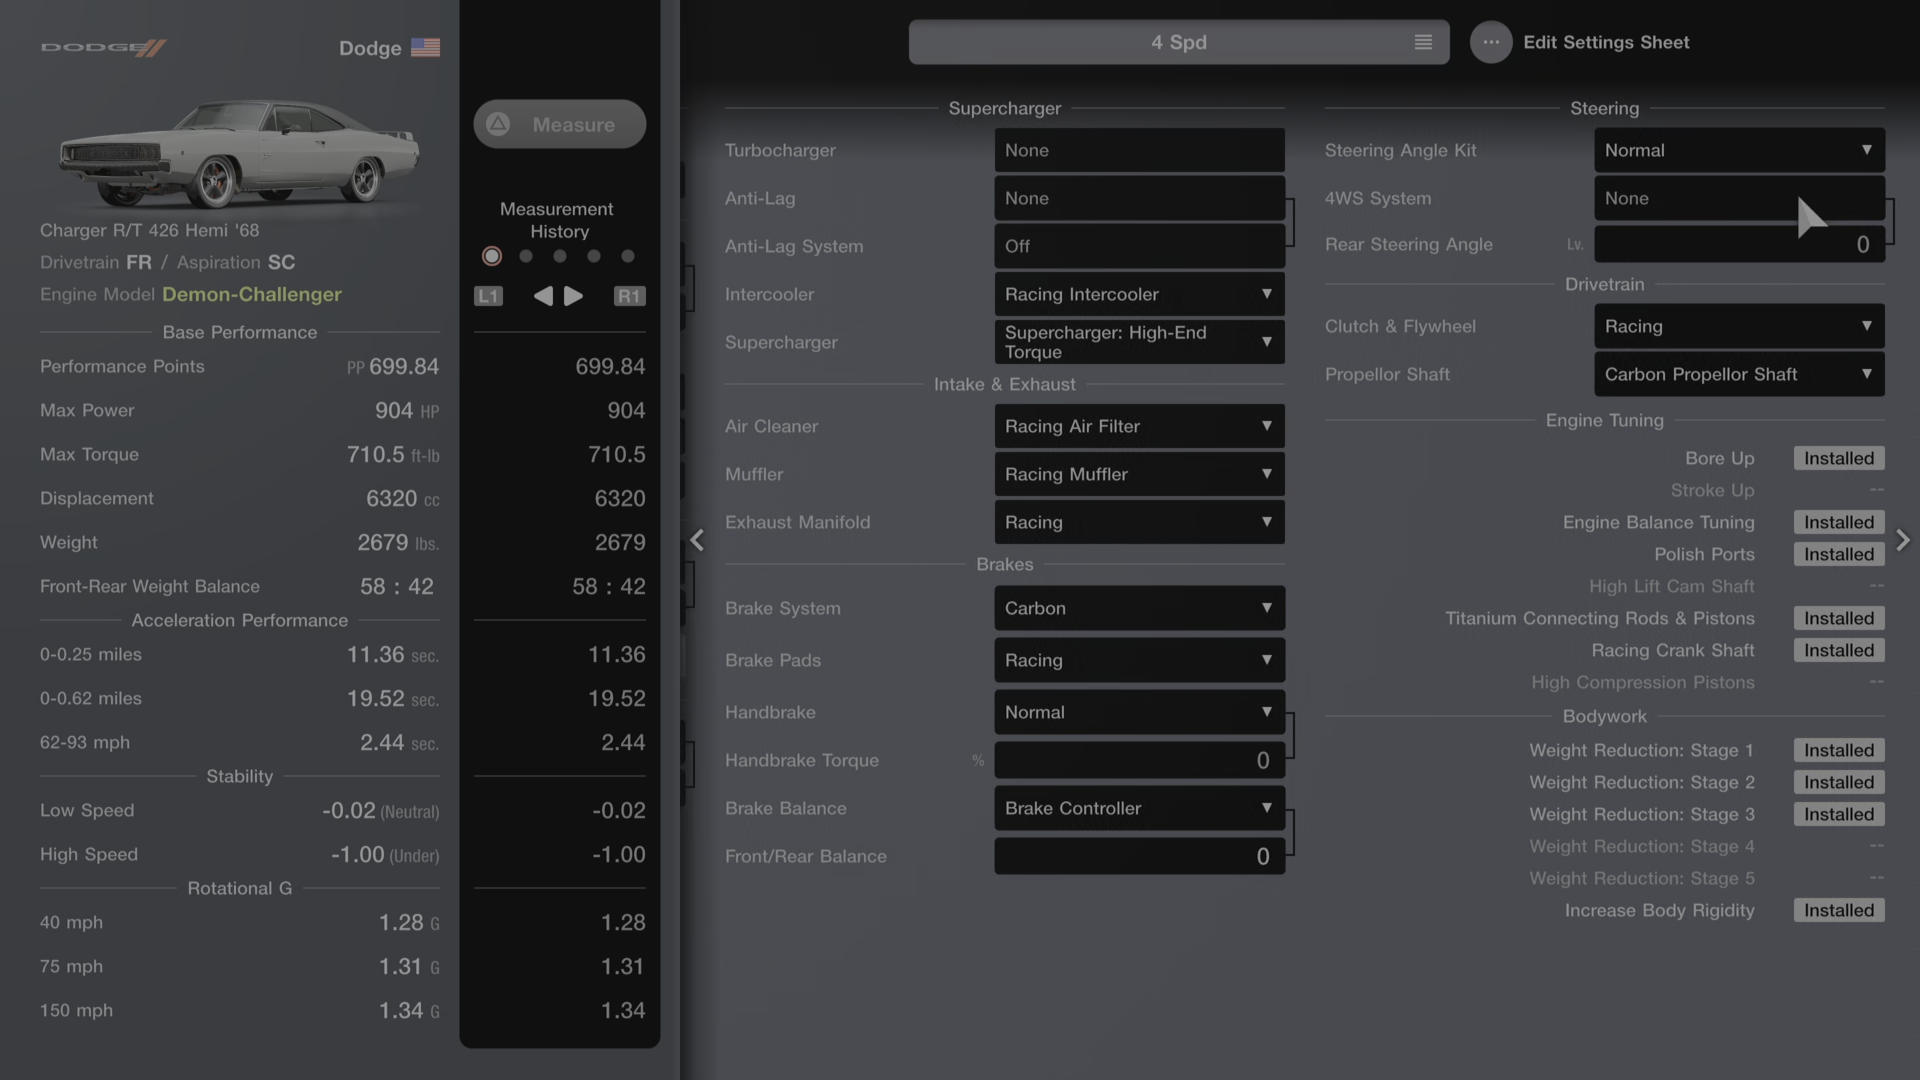 DODGE
Dodge
Charger R/T 426 Hemi '68
Drivetrain FR / Aspiration SC
Engine Model Demon-Challenger
Base Performance
Performance Points PP 699.84
Max Power 904 HP
Max Torque 710.5 ft-lb
Displacement 6320 cc
Weight 2679 lbs.
Front-Rear Weight Balance 58 : 42
Acceleration Performance
0-0.25 miles 11.36 sec.
0-0.62 miles 19.52 sec.
62-93 mph 2.44 sec.
Stability
Low Speed -0.02 (Neutral)
High Speed -1.00 (Under)
Rotational G
40 mph 1.28 G
75 mph 1.31 G
150 mph 1.34 G
Measure
Measurement
History
L1 R1
699.84
904
710.5
6320
2679
58 : 42
11.36
19.52
2.44
-0.02
-1.00
1.28
1.31
1.34
4 Spd
Edit Settings Sheet
Supercharger
Turbocharger None
Anti-Lag None
Anti-Lag System Off
Intercooler Racing Intercooler
Supercharger Supercharger: High-End
Torque
Intake & Exhaust
Air Cleaner Racing Air Filter
Muffler Racing Muffler
Exhaust Manifold Racing
Brakes
Brake System Carbon
Brake Pads Racing
Handbrake Normal
Handbrake Torque % 0
Brake Balance Brake Controller
Front/Rear Balance 0
Steering
Steering Angle Kit Normal
4WS System None
Rear Steering Angle Lv. 0
Drivetrain
Clutch & Flywheel Racing
Propellor Shaft Carbon Propellor Shaft
Engine Tuning
Bore Up Installed
Stroke Up --
Engine Balance Tuning Installed
Polish Ports Installed
High Lift Cam Shaft --
Titanium Connecting Rods & Pistons Installed
Racing Crank Shaft Installed
High Compression Pistons --
Bodywork
Weight Reduction: Stage 1 Installed
Weight Reduction: Stage 2 Installed
Weight Reduction: Stage 3 Installed
Weight Reduction: Stage 4 --
Weight Reduction: Stage 5 --
Increase Body Rigidity Installed